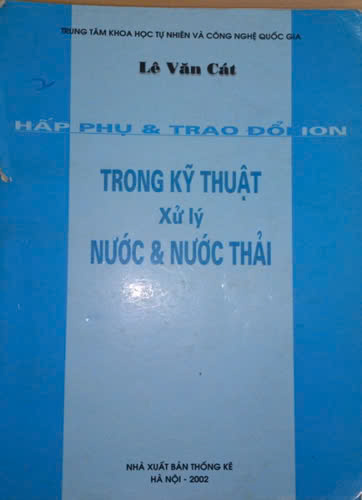 TRUNG TÂM KHOA HỌC TỰ NHIÊN VÀ CÔNG NGHỆ QUỐC GIA
Lê Văn Cát
HẤP PHỤ & TRAO ĐỔI ION
TRONG KỸ THUẬT
Xử lý
NƯỚC & NƯỚC THẢI
NHÀ XUẤT BẢN THỐNG KÊ
HÀ NỘI - 2002